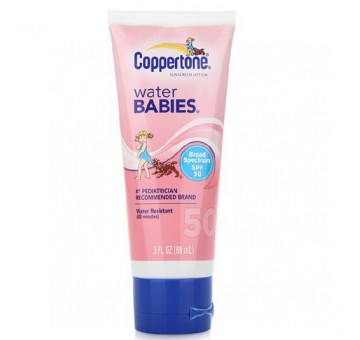 Coppertone®
SUNSCREEN LOTION
water
BABIES®
Broad
Spectrum
SPF
50
#1 PEDIATRICIAN
RECOMMENDED BRAND
Water Resistant
(80 minutes)
50
3 FL OZ (88 mL)